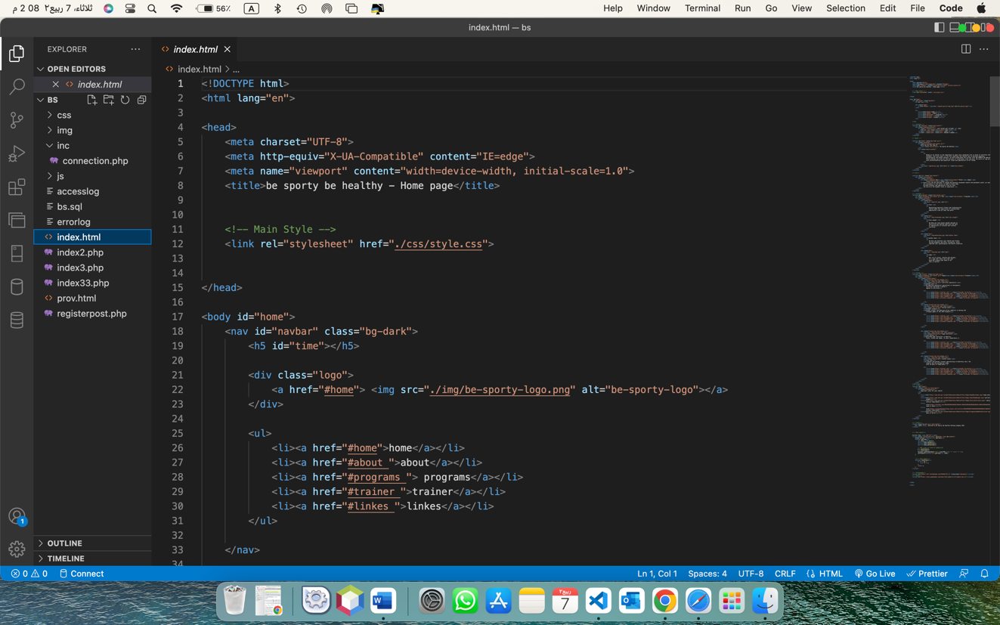 ثلاثاء، 7 ربيع٢ 08 2 م
56٪
A
Help Window Terminal Run Go View Selection Edit File Code
index.html — bs
EXPLORER
index.html
index.html > ...
OPEN EDITORS
index.html
BS
css
img
inc
connection.php
js
accesslog
bs.sql
errorlog
index.html
index2.php
index3.php
index33.php
prov.html
registerpost.php
OUTLINE
TIMELINE
1 <!DOCTYPE html>
2 <html lang="en">
3
4 <head>
5 <meta charset="UTF-8">
6 <meta http-equiv="X-UA-Compatible" content="IE=edge">
7 <meta name="viewport" content="width=device-width, initial-scale=1.0">
8 <title>be sporty be healthy - Home page</title>
9
10
11 <!-- Main Style -->
12 <link rel="stylesheet" href="./css/style.css">
13
14
15 </head>
16
17 <body id="home">
18 <nav id="navbar" class="bg-dark">
19 <h5 id="time"></h5>
20
21 <div class="logo">
22 <a href="#home"> <img src="./img/be-sporty-logo.png" alt="be-sporty-logo"></a>
23 </div>
24
25 <ul>
26 <li><a href="#home">home</a></li>
27 <li><a href="#about ">about</a></li>
28 <li><a href="#programs "> programs</a></li>
29 <li><a href="#trainer ">trainer</a></li>
30 <li><a href="#linkes ">linkes</a></li>
31 </ul>
32
33 </nav>
34
1
0 0 Connect
Ln 1, Col 1 Spaces: 4 UTF-8 CRLF HTML Go Live Prettier
W
ربيع٢
7